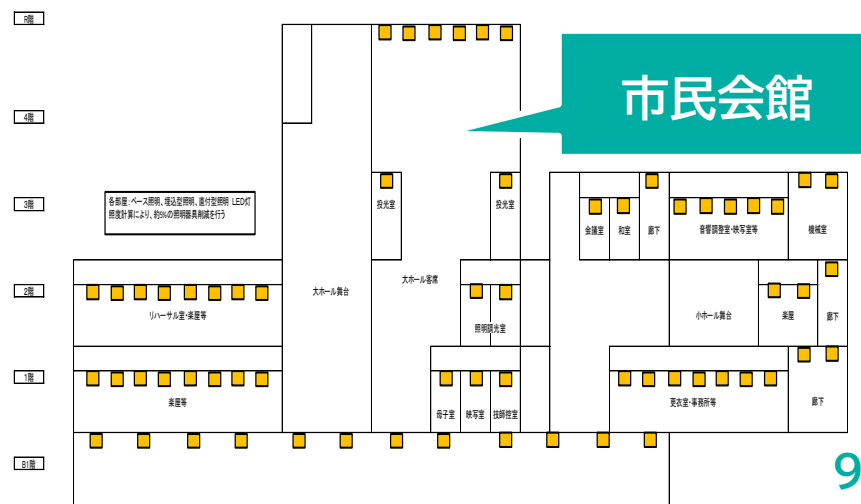 R階
市民会館
4階
各部屋:ベース照明、埋込型照明、直付型照明 LED灯
照度計算により、約5%の照明器具削減を行う
3階
投光室
投光室
会議室
和室
廊下
音響調整室・映写室等
機械室
2階
リハーサル室・楽屋等
大ホール舞台
大ホール客席
照明調光室
小ホール舞台
楽屋
廊下
1階
楽屋等
母子室
映写室
技師控室
更衣室・事務所等
廊下
B1階
9